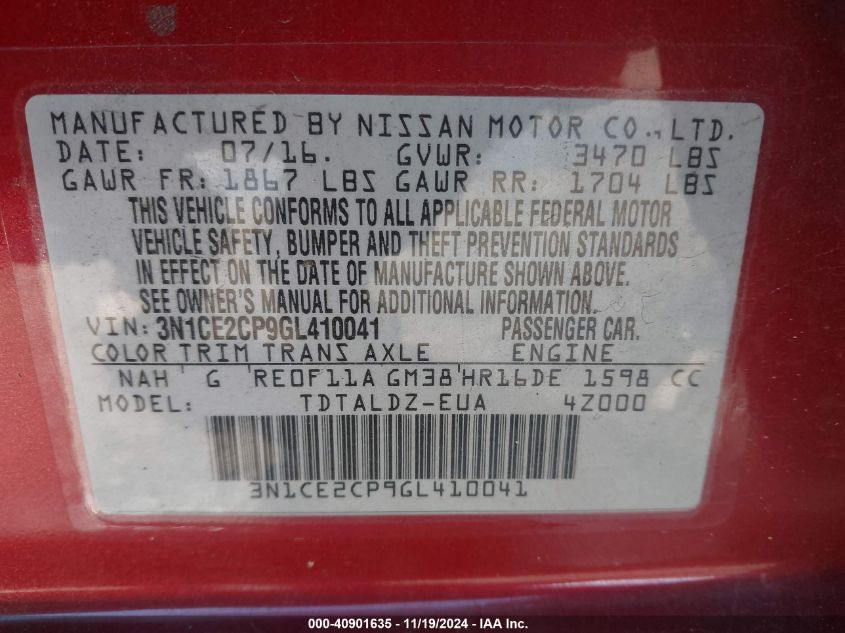 MANUFACTURED BY NISSAN MOTOR CO., LTD.
DATE: 07/16. GVWR: 3470 LBS
GAWR FR: 1867 LBS GAWR RR: 1704 LBS
THIS VEHICLE CONFORMS TO ALL APPLICABLE FEDERAL MOTOR
VEHICLE SAFETY, BUMPER AND THEFT PREVENTION STANDARDS
IN EFFECT ON THE DATE OF MANUFACTURE SHOWN ABOVE.
SEE OWNER'S MANUAL FOR ADDITIONAL INFORMATION.
VIN: 3N1CE2CP9GL410041 PASSENGER CAR.
COLOR TRIM TRANS AXLE ENGINE
NAH G RE0F11A GM38 HR16DE 1598 CC
MODEL: TDTALDZ-EUA 4Z000
3N1CE2CP9GL410041
000-40901635 - 11/19/2024 - IAA Inc.